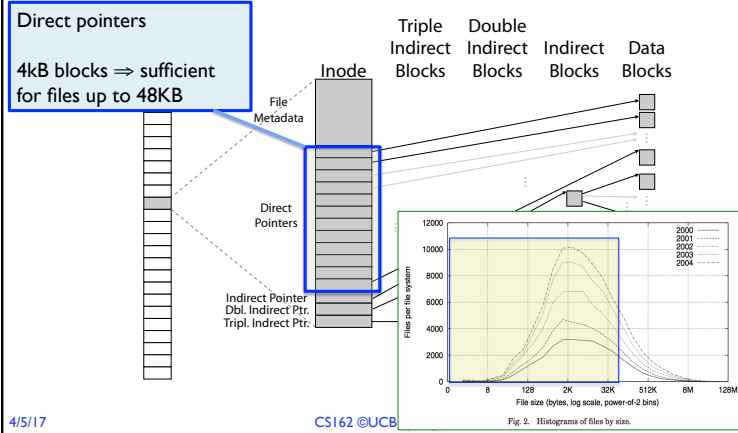 Direct pointers
4kB blocks ⇒ sufficient
for files up to 48KB
Triple
Indirect
Blocks
Double
Indirect
Blocks
Indirect
Blocks
Data
Blocks
Inode
File
Metadata
Direct
Pointers
Indirect Pointer
Dbl. Indirect Ptr.
Tripl. Indrect Ptr.
12000
10000
8000
6000
4000
2000
0
Files per file system
2000
2001
2002
2003
2004
0 8 128 2K 32K 512K 8M 128M
File size (bytes, log scale, power-of-2 bins)
Fig. 2. Histograms of files by size.
4/5/17
CS162 ©UCB